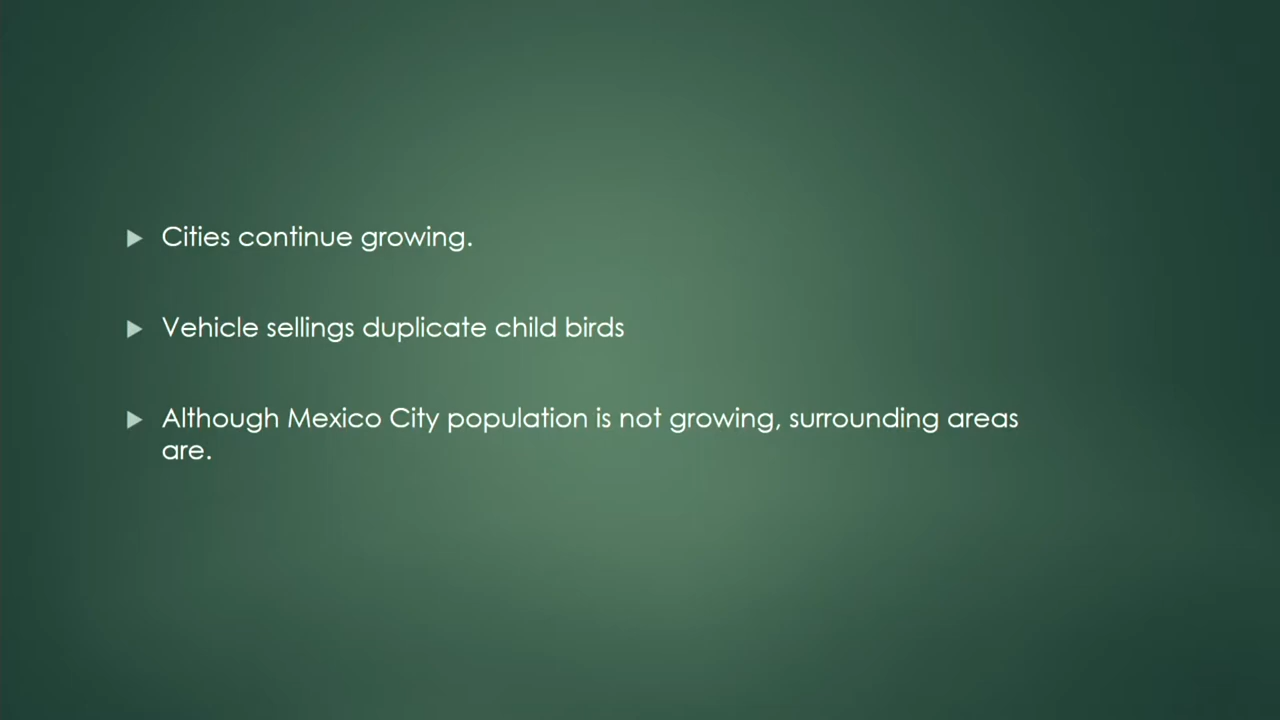 Cities continue growing.
Vehicle sellings duplicate child birds
Although Mexico City population is not growing, surrounding areas
are.